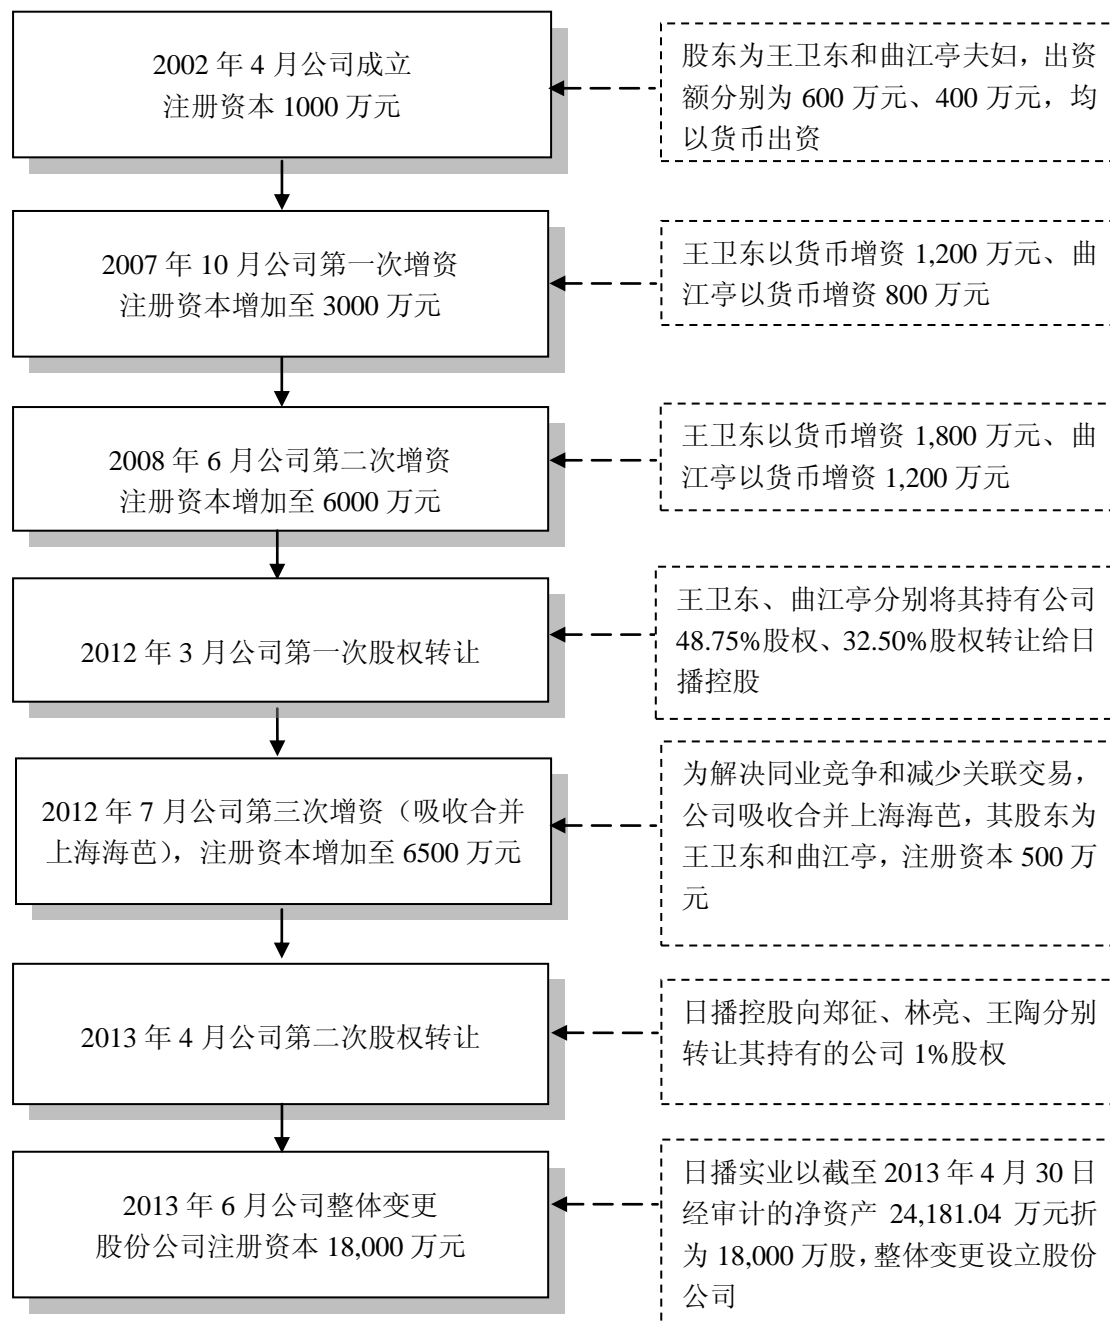 2002 年 4 月公司成立
注册资本 1000 万元
股东为王卫东和曲江亭夫妇，出资
额分别为 600 万元、400 万元，均
以货币出资
2007 年 10 月公司第一次增资
注册资本增加至 3000 万元
王卫东以货币增资 1,200 万元、曲
江亭以货币增资 800 万元
2008 年 6 月公司第二次增资
注册资本增加至 6000 万元
王卫东以货币增资 1,800 万元、曲
江亭以货币增资 1,200 万元
2012 年 3 月公司第一次股权转让
王卫东、曲江亭分别将其持有公司
48.75%股权、32.50%股权转让给日
播控股
2012 年 7 月公司第三次增资（吸收合并
上海海芭），注册资本增加至 6500 万元
为解决同业竞争和减少关联交易，
公司吸收合并上海海芭，其股东为
王卫东和曲江亭，注册资本 500 万
元
2013 年 4 月公司第二次股权转让
日播控股向郑征、林亮、王陶分别
转让其持有的公司 1%股权
2013 年 6 月公司整体变更
股份公司注册资本 18,000 万元
日播实业以截至 2013 年 4 月 30 日
经审计的净资产 24,181.04 万元折
为 18,000 万股，整体变更设立股份
公司